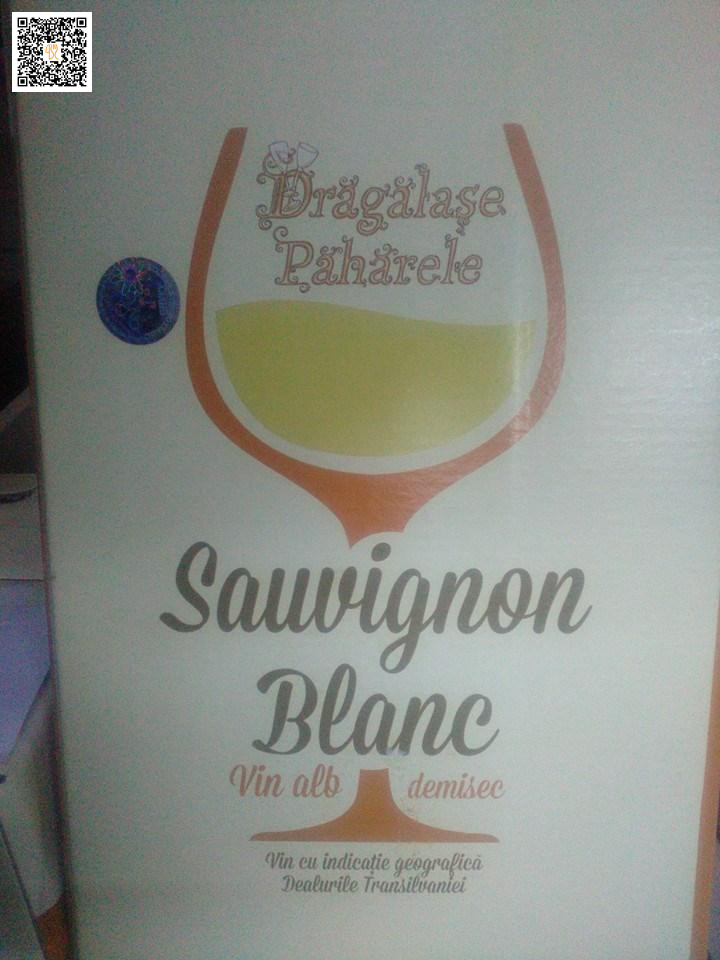 Drăgălașe
Păhărele
Sauvignon
Blanc
Vin alb demisec
Vin cu indicație geografică
Dealurile Transilvaniei